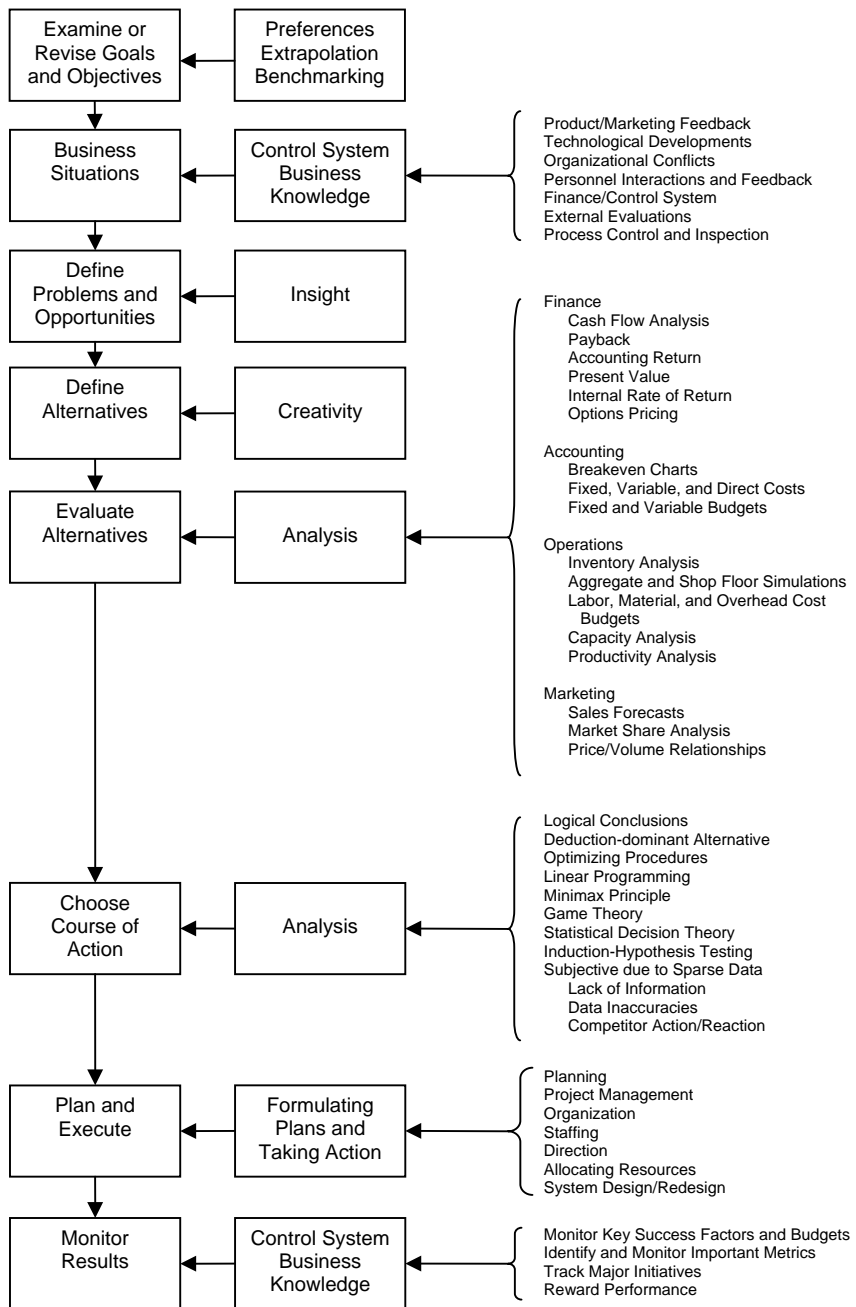 Examine or
Revise Goals
and Objectives
Preferences
Extrapolation
Benchmarking
Business
Situations
Control System
Business
Knowledge
Product/Marketing Feedback
Technological Developments
Organizational Conflicts
Personnel Interactions and Feedback
Finance/Control System
External Evaluations
Process Control and Inspection
Define
Problems and
Opportunities
Insight
Define
Alternatives
Creativity
Evaluate
Alternatives
Analysis
Finance
Cash Flow Analysis
Payback
Accounting Return
Present Value
Internal Rate of Return
Options Pricing
Accounting
Breakeven Charts
Fixed, Variable, and Direct Costs
Fixed and Variable Budgets
Operations
Inventory Analysis
Aggregate and Shop Floor Simulations
Labor, Material, and Overhead Cost
Budgets
Capacity Analysis
Productivity Analysis
Marketing
Sales Forecasts
Market Share Analysis
Price/Volume Relationships
Choose
Course of
Action
Analysis
Logical Conclusions
Deduction-dominant Alternative
Optimizing Procedures
Linear Programming
Minimax Principle
Game Theory
Statistical Decision Theory
Induction-Hypothesis Testing
Subjective due to Sparse Data
Lack of Information
Data Inaccuracies
Competitor Action/Reaction
Plan and
Execute
Formulating
Plans and
Taking Action
Planning
Project Management
Organization
Staffing
Direction
Allocating Resources
System Design/Redesign
Monitor
Results
Control System
Business
Knowledge
Monitor Key Success Factors and Budgets
Identify and Monitor Important Metrics
Track Major Initiatives
Reward Performance